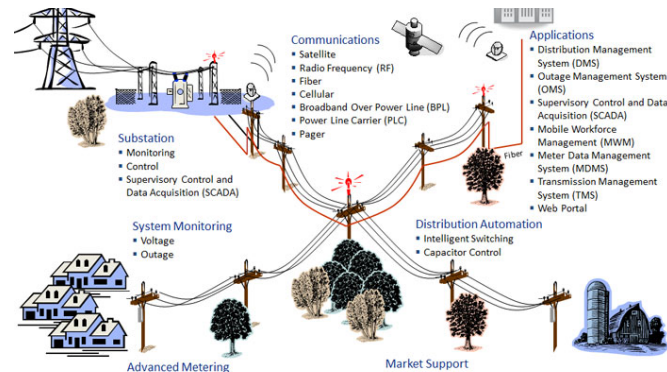 Communications
Satellite
Radio Frequency (RF)
Fiber
Cellular
Broadband Over Power Line (BPL)
Power Line Carrier (PLC)
Pager
Applications
Distribution Management
System (DMS)
Outage Management System
(OMS)
Supervisory Control and Data
Acquisition (SCADA)
Mobile Workforce
Management (MWM)
Meter Data Management
System (MDMS)
Transmission Management
System (TMS)
Web Portal
Fiber
Substation
Monitoring
Control
Supervisory Control and
Data Acquisition (SCADA)
System Monitoring
Voltage
Outage
Distribution Automation
Intelligent Switching
Capacitor Control
Advanced Metering
Market Support